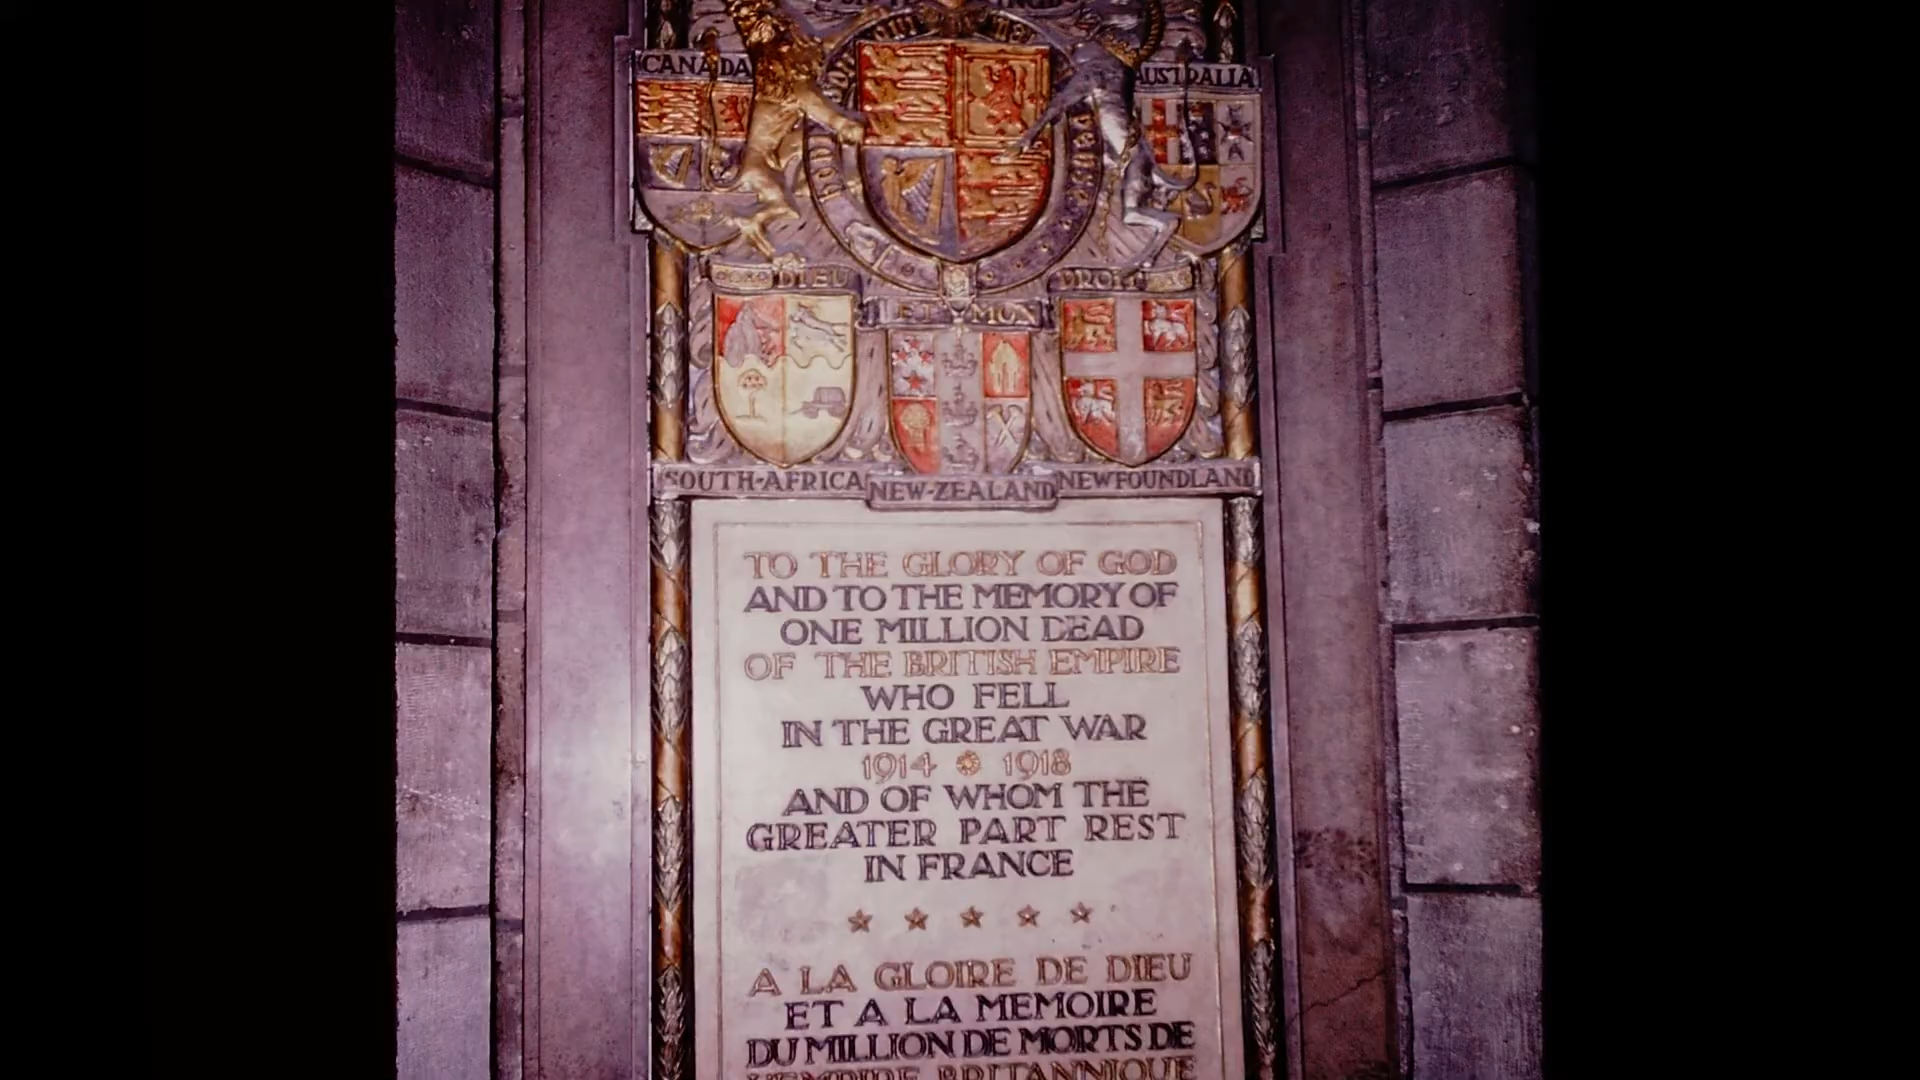 CANADA
AUSTRALIA
DIEU
DROIT
ET MON
SOUTH-AFRICA
NEW-ZEALAND
NEWFOUNDLAND
TO THE GLORY OF GOD
AND TO THE MEMORY OF
ONE MILLION DEAD
OF THE BRITISH EMPIRE
WHO FELL
IN THE GREAT WAR
1914 1918
AND OF WHOM THE
GREATER PART REST
IN FRANCE
A LA GLOIRE DE DIEU
ET A LA MEMOIRE
DU MILLION DE MORTS DE
L'EMPIRE BRITANNIQUE